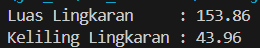 Luas Lingkaran     : 153.86
Keliling Lingkaran : 43.96